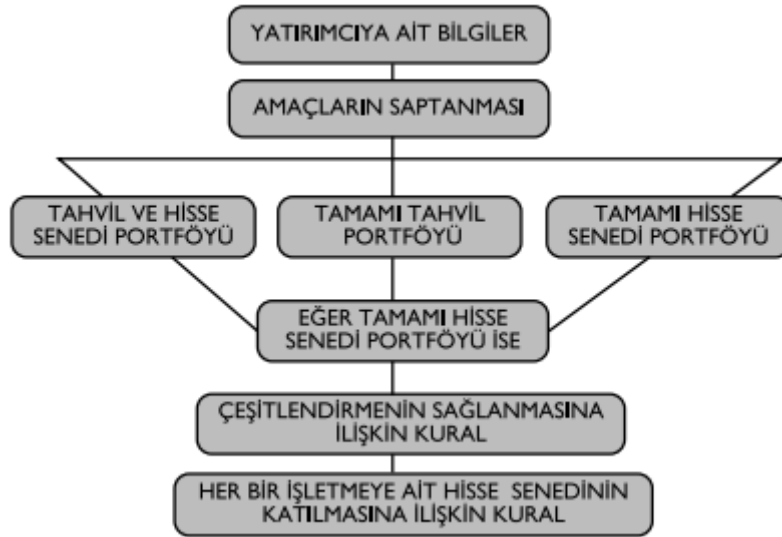 YATIRIMCIYA AİT BİLGİLER
AMAÇLARIN SAPTANMASI
TAHVİL VE HİSSE
SENEDİ PORTFÖYÜ
TAMAMI TAHVİL
PORTFÖYÜ
TAMAMI HİSSE
SENEDİ PORTFÖYÜ
EĞER TAMAMI HİSSE
SENEDİ PORTFÖYÜ İSE
ÇEŞİTLENDİRMENİN SAĞLANMASINA
İLİŞKİN KURAL
HER BİR İŞLETMEYE AİT HİSSE SENEDİNİN
KATILMASINA İLİŞKİN KURAL